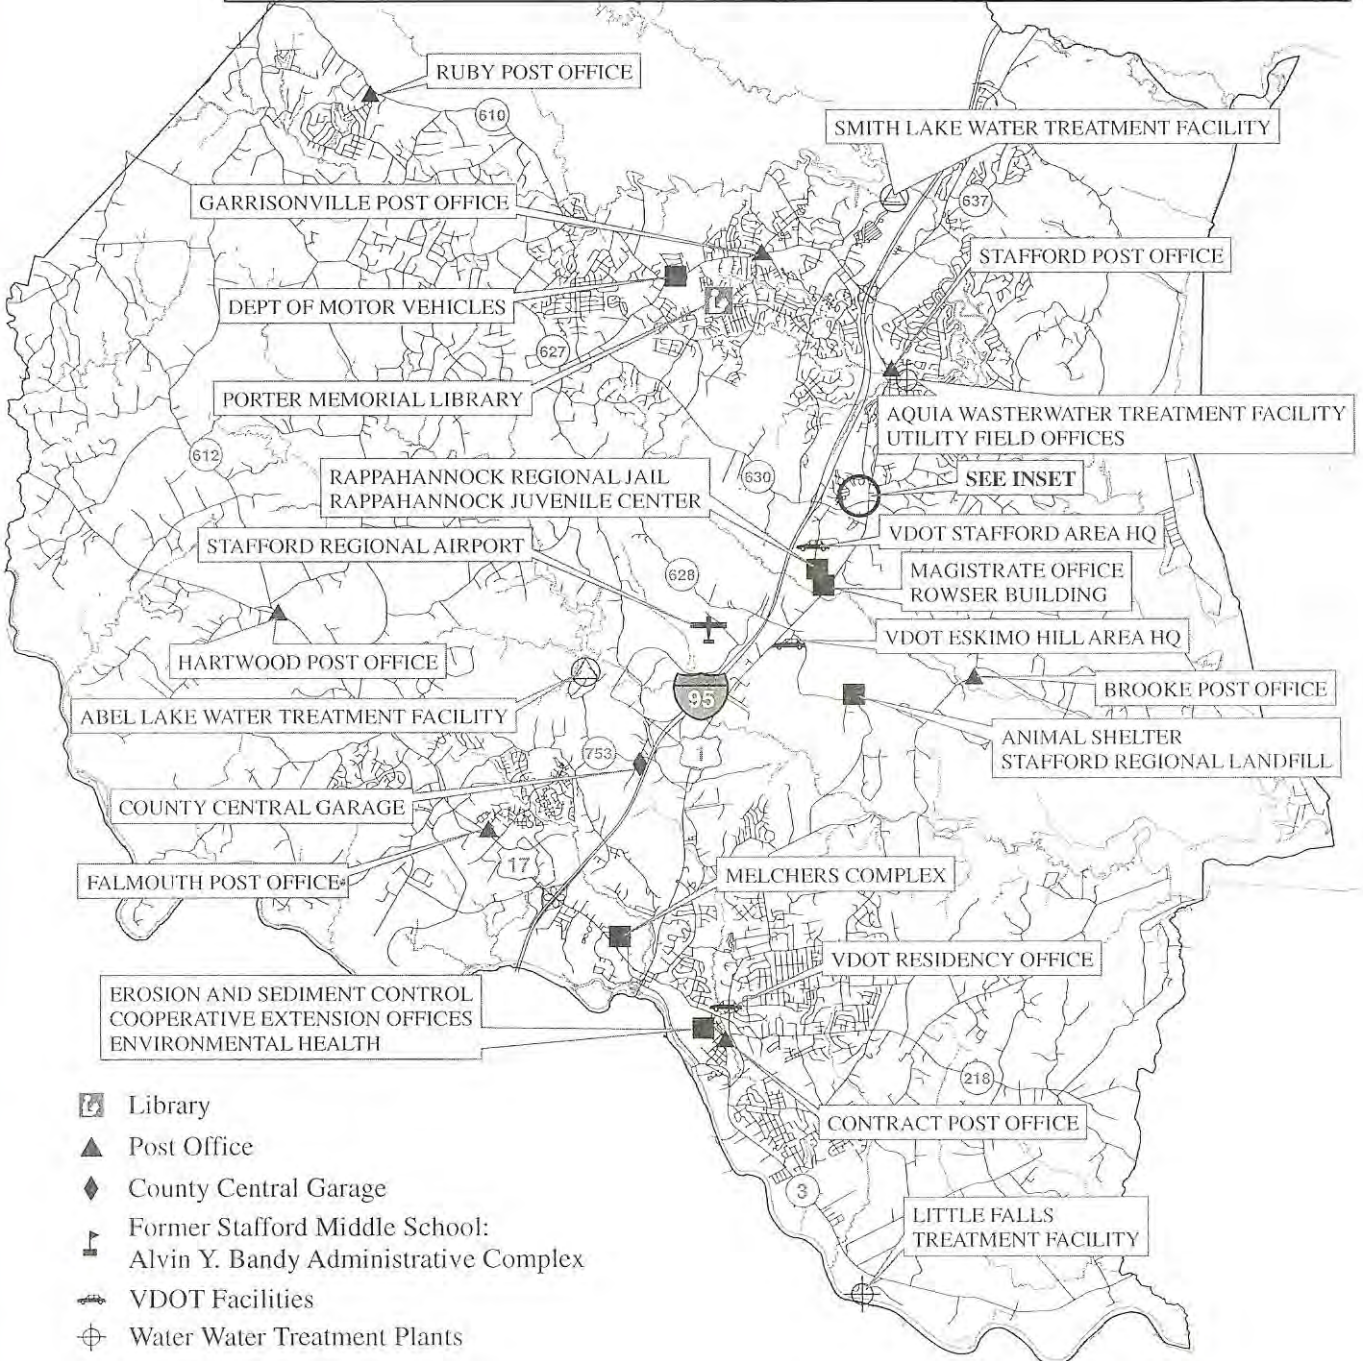 RUBY POST OFFICE
610
SMITH LAKE WATER TREATMENT FACILITY
GARRISONVILLE POST OFFICE
637
STAFFORD POST OFFICE
DEPT OF MOTOR VEHICLES
627
PORTER MEMORIAL LIBRARY
AQUIA WASTERWATER TREATMENT FACILITY
UTILITY FIELD OFFICES
612
RAPPAHANNOCK REGIONAL JAIL
RAPPAHANNOCK JUVENILE CENTER
630
SEE INSET
STAFFORD REGIONAL AIRPORT
VDOT STAFFORD AREA HQ
628
MAGISTRATE OFFICE
ROWSER BUILDING
HARTWOOD POST OFFICE
VDOT ESKIMO HILL AREA HQ
95
BROOKE POST OFFICE
ABEL LAKE WATER TREATMENT FACILITY
753
1
ANIMAL SHELTER
STAFFORD REGIONAL LANDFILL
COUNTY CENTRAL GARAGE
17
FALMOUTH POST OFFICE
MELCHERS COMPLEX
VDOT RESIDENCY OFFICE
EROSION AND SEDIMENT CONTROL
COOPERATIVE EXTENSION OFFICES
ENVIRONMENTAL HEALTH
218
CONTRACT POST OFFICE
3
LITTLE FALLS
TREATMENT FACILITY
Library
Post Office
County Central Garage
Former Stafford Middle School:
Alvin Y. Bandy Administrative Complex
VDOT Facilities
Water Water Treatment Plants